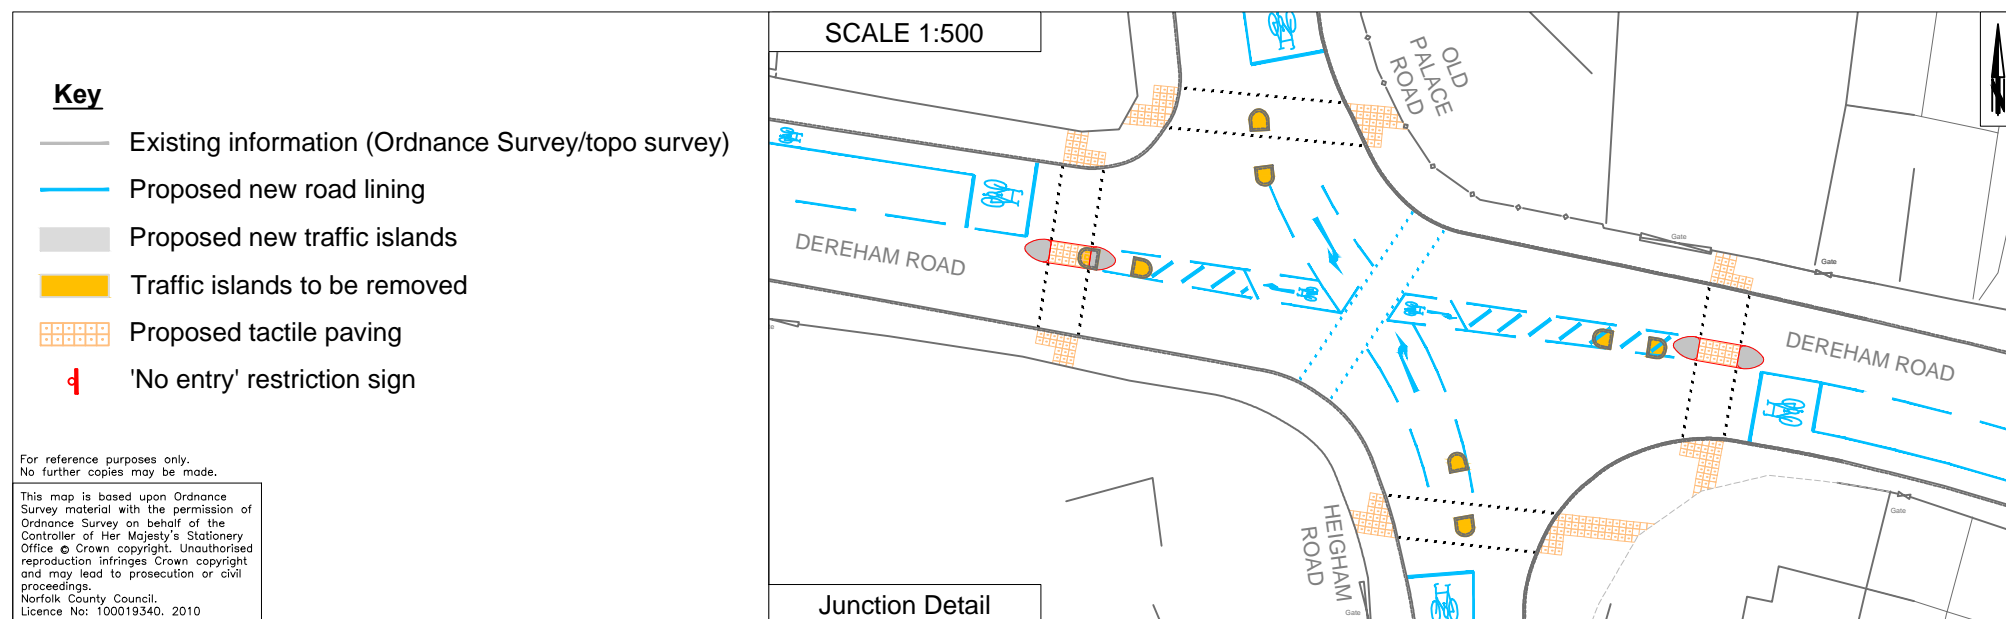 Key
Existing information (Ordnance Survey/topo survey)
Proposed new road lining
Proposed new traffic islands
Traffic islands to be removed
Proposed tactile paving
'No entry' restriction sign
For reference purposes only.
No further copies may be made.
This map is based upon Ordnance
Survey material with the permission of
Ordnance Survey on behalf of the
Controller of Her Majesty's Stationery
Office © Crown copyright. Unauthorised
reproduction infringes Crown copyright
and may lead to prosecution or civil
proceedings.
Norfolk County Council.
Licence No: 100019340. 2010
SCALE 1:500
OLD
PALACE
ROAD
DEREHAM ROAD
Gate
Gate
DEREHAM ROAD
Gate
HEIGHAM
ROAD
Gate
Junction Detail